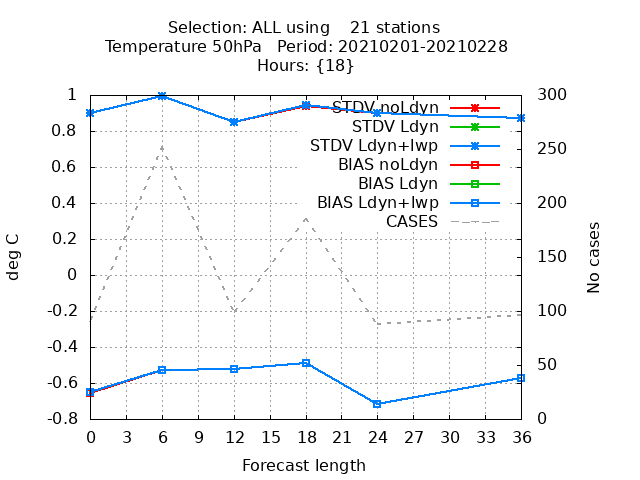 Selection: ALL using    21 stations
Temperature 50hPa   Period: 20210201-20210228
Hours: {18}
1
0.8
0.6
0.4
0.2
0
-0.2
-0.4
-0.6
-0.8
deg C
STDV noLdyn
STDV Ldyn
STDV Ldyn+lwp
BIAS noLdyn
BIAS Ldyn
BIAS Ldyn+lwp
CASES
300
250
200
150
100
50
0
No cases
0 3 6 9 12 15 18 21 24 27 30 33 36
Forecast length